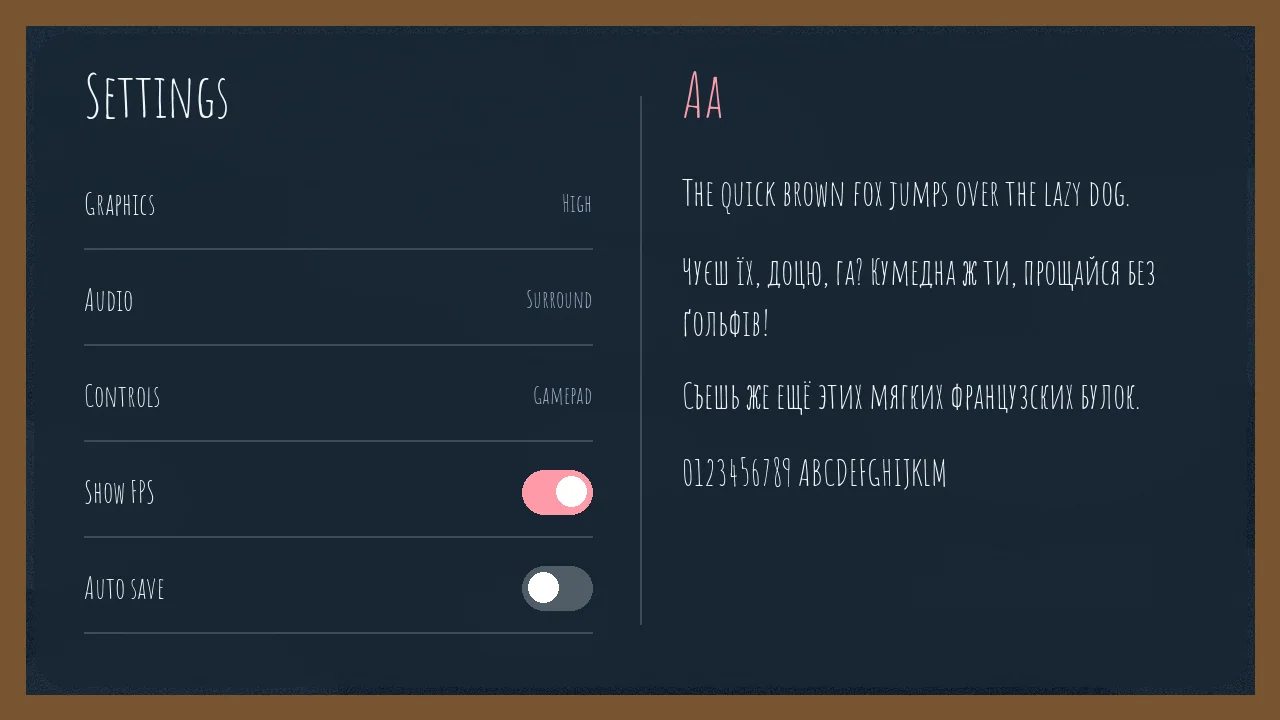 Settings
Graphics High
Audio Surround
Controls Gamepad
Show FPS
Auto save
Aa
The quick brown fox jumps over the lazy dog.
Чуєш їх, доцю, га? Кумедна ж ти, прощайся без
ґольфів!
Съешь же ещё этих мягких французских булок.
0123456789 ABCDEFGHIJKLM